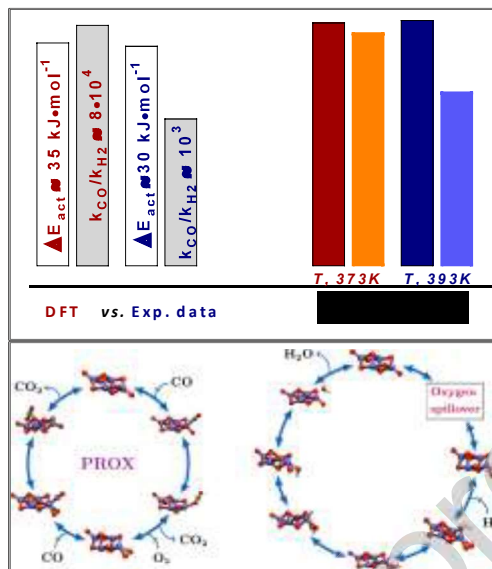 ΔE_act ≈ 35 kJ•mol⁻¹
k_CO/k_H2 ≈ 8•10⁴
ΔE_act ≈ 30 kJ•mol⁻¹
k_CO/k_H2 ≈ 10³
T, 373K T, 393K
DFT vs. Exp. data
CO₂ CO
PROX
CO O₂ CO₂
H₂O
Oxygen
spillover